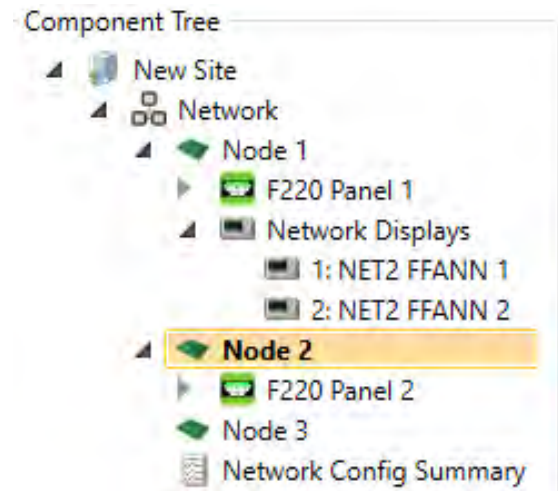 Component Tree
New Site
Network
Node 1
F220 Panel 1
Network Displays
1: NET2 FFANN 1
2: NET2 FFANN 2
Node 2
F220 Panel 2
Node 3
Network Config Summary